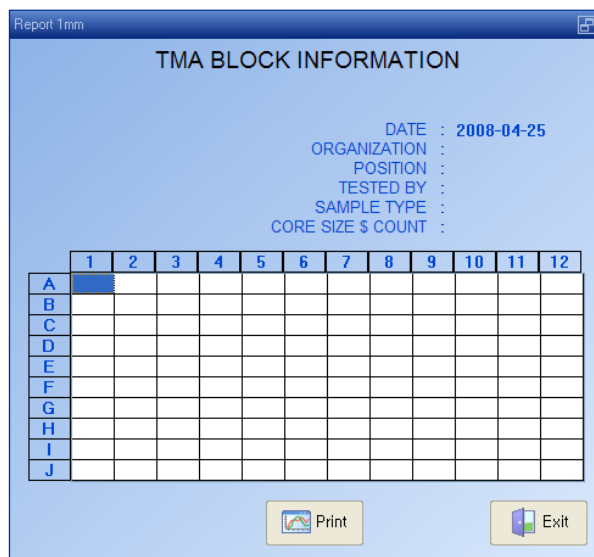 Report 1mm
TMA BLOCK INFORMATION
DATE : 2008-04-25
ORGANIZATION :
POSITION :
TESTED BY :
SAMPLE TYPE :
CORE SIZE $ COUNT :
1 2 3 4 5 6 7 8 9 10 11 12
A
B
C
D
E
F
G
H
I
J
Print Exit